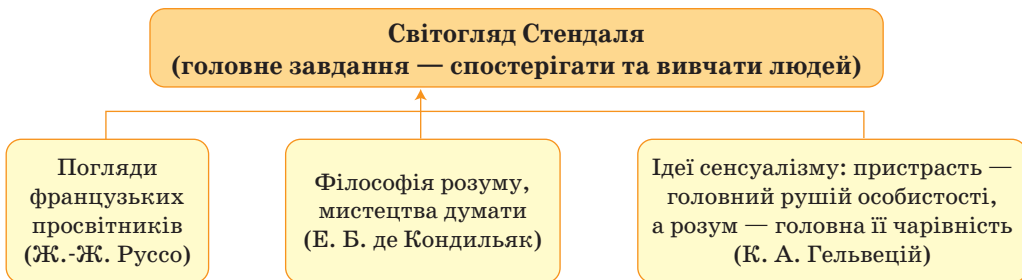 Світогляд Стендаля
(головне завдання — спостерігати та вивчати людей)
Погляди
французьких
просвітників
(Ж.-Ж. Руссо)
Філософія розуму,
мистецтва думати
(Е. Б. де Кондильяк)
Ідеї сенсуалізму: пристрасть —
головний рушій особистості,
а розум — головна її чарівність
(К. А. Гельвецій)